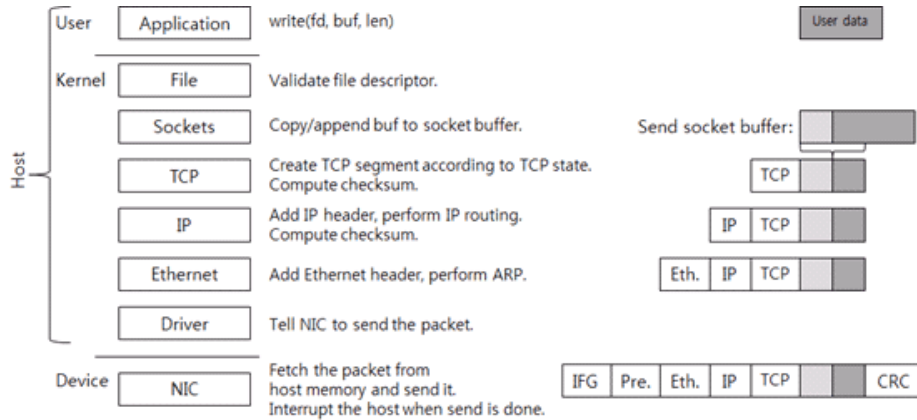 User Application write(fd, buf, len) User data
Kernel File Validate file descriptor.
Sockets Copy/append buf to socket buffer. Send socket buffer:
Host
TCP Create TCP segment according to TCP state.
Compute checksum.
TCP
IP Add IP header, perform IP routing.
Compute checksum.
IP TCP
Ethernet Add Ethernet header, perform ARP. Eth. IP TCP
Driver Tell NIC to send the packet.
Device NIC Fetch the packet from
host memory and send it.
Interrupt the host when send is done.
IFG Pre. Eth. IP TCP CRC